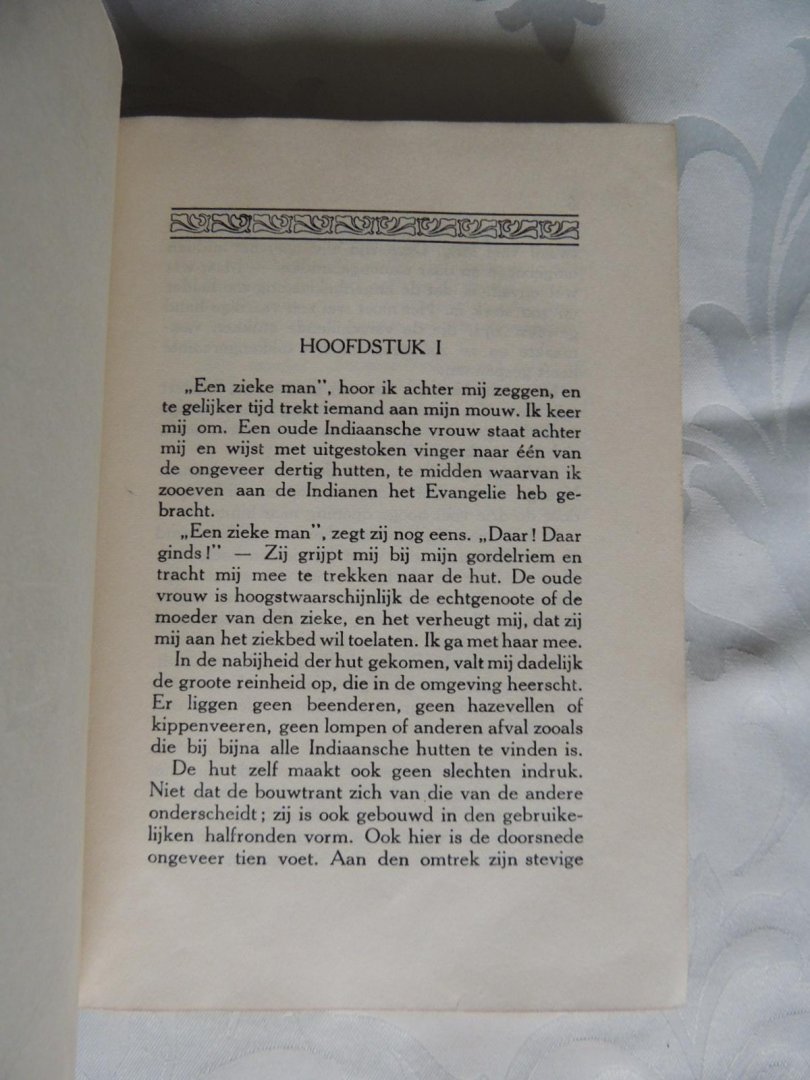 HOOFDSTUK I
„Een zieke man”, hoor ik achter mij zeggen, en
te gelijker tijd trekt iemand aan mijn mouw. Ik keer
mij om. Een oude Indiaansche vrouw staat achter
mij en wijst met uitgestoken vinger naar één van
de ongeveer dertig hutten, te midden waarvan ik
zooeven aan de Indianen het Evangelie heb ge-
bracht.
„Een zieke man”, zegt zij nog eens. „Daar! Daar
ginds!” — Zij grijpt mij bij mijn gordelriem en
tracht mij mee te trekken naar de hut. De oude
vrouw is hoogstwaarschijnlijk de echtgenoote of de
moeder van den zieke, en het verheugt mij, dat zij
mij aan het ziekbed wil toelaten. Ik ga met haar mee.
In de nabijheid der hut gekomen, valt mij dadelijk
de groote reinheid op, die in de omgeving heerscht.
Er liggen geen beenderen, geen hazevellen of
kippenveeren, geen lompen of anderen afval zooals
die bij bijna alle Indiaansche hutten te vinden is.
De hut zelf maakt ook geen slechten indruk.
Niet dat de bouwtrant zich van die van de andere
onderscheidt; zij is ook gebouwd in den gebruike-
lijken halfronden vorm. Ook hier is de doorsnede
ongeveer tien voet. Aan den omtrek zijn stevige